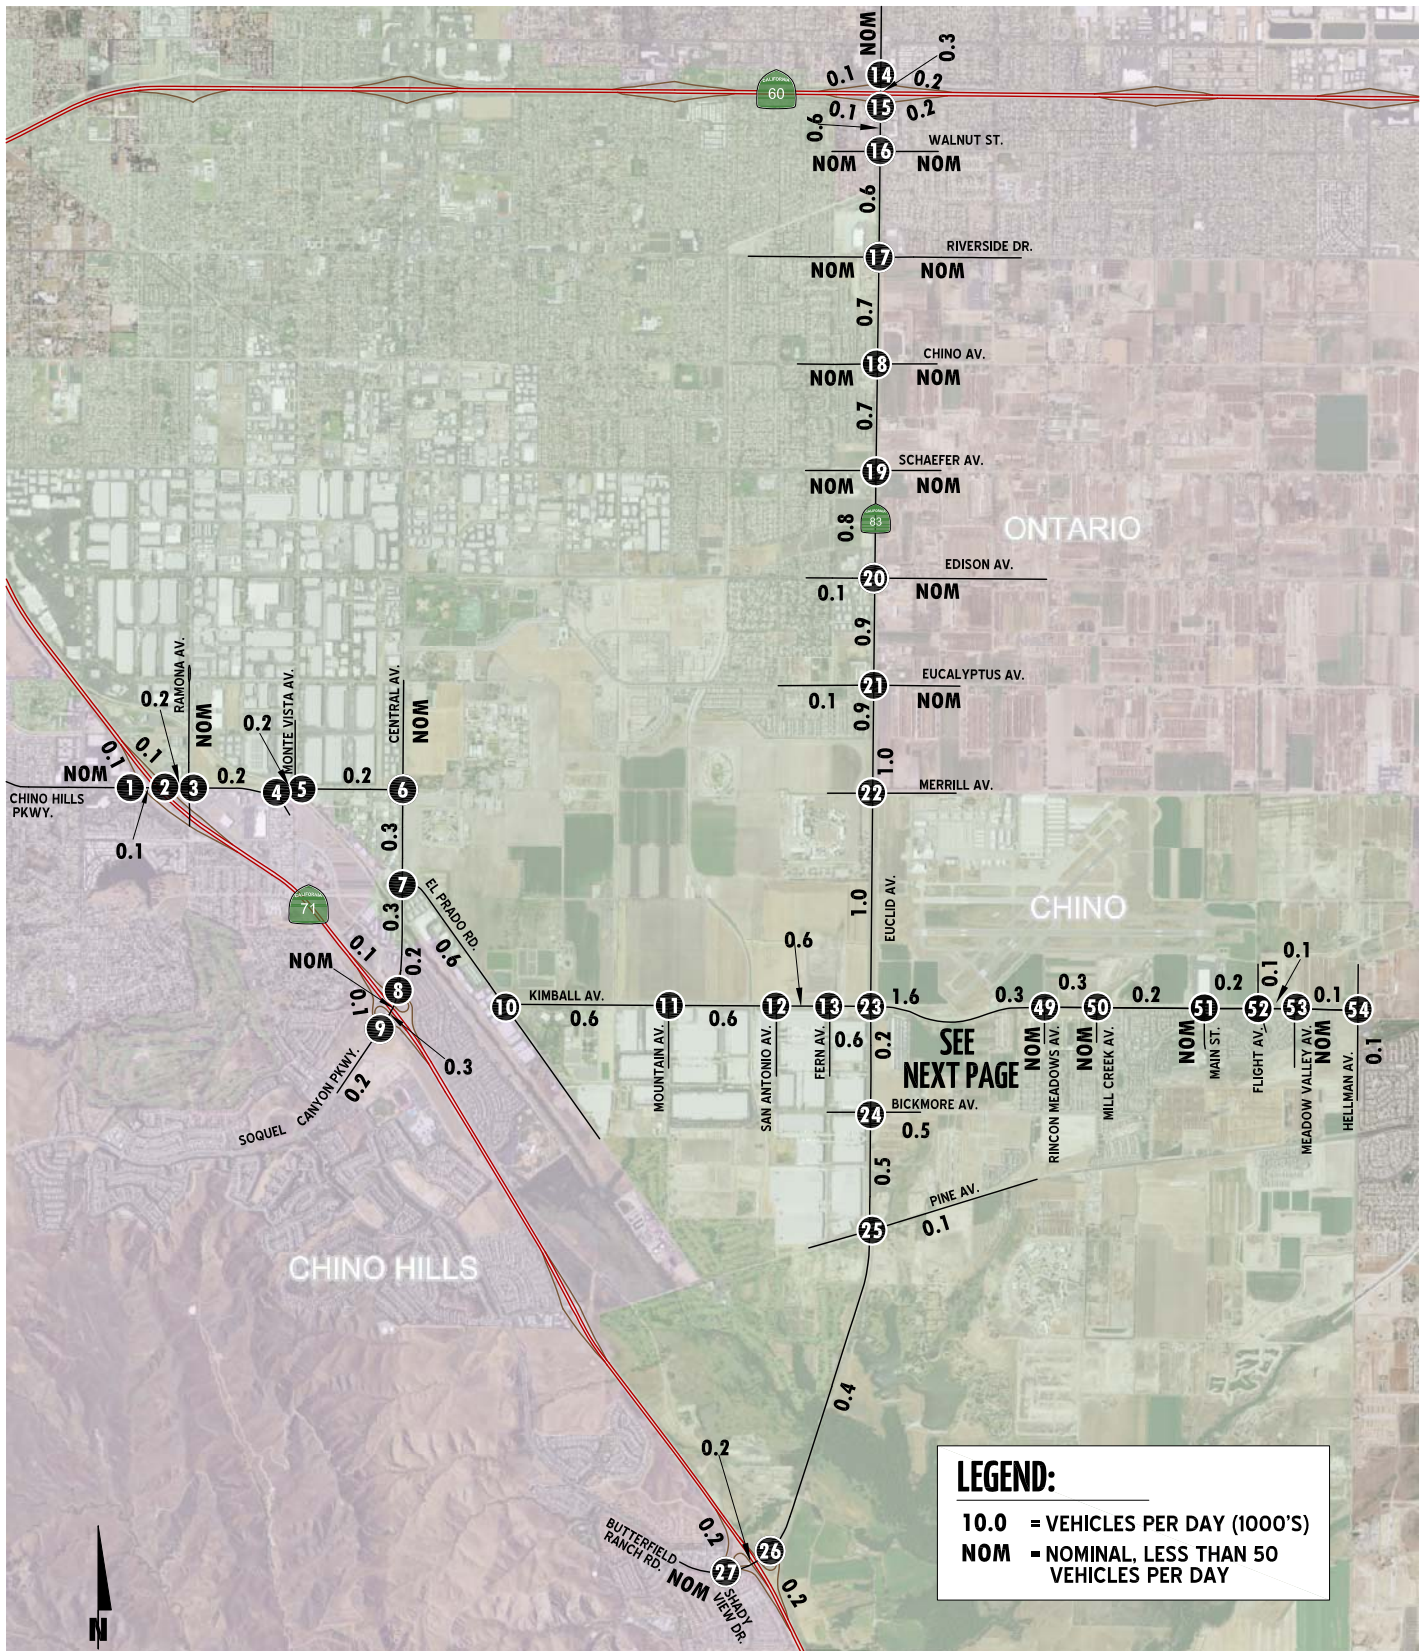 NOM
0.3
0.1
14
0.2
CALIFORNIA
60
0.1
15
0.2
0.6
WALNUT ST.
16
NOM
NOM
0.6
RIVERSIDE DR.
17
NOM
NOM
0.7
CHINO AV.
18
NOM
NOM
0.7
SCHAEFER AV.
19
NOM
NOM
0.8
CALIFORNIA
83
ONTARIO
EDISON AV.
20
0.1
NOM
0.9
EUCALYPTUS AV.
21
0.1
NOM
0.9
1.0
MERRILL AV.
22
RAMONA AV.
0.2
NOM
MONTE VISTA AV.
0.2
CENTRAL AV.
NOM
0.1
0.1
NOM
1
2
3
0.2
4
5
0.2
6
CHINO HILLS
PKWY.
0.1
0.3
7
EL PRADO RD.
CALIFORNIA
71
0.3
0.1
0.2
0.6
NOM
8
0.1
9
0.3
SOQUEL CANYON PKWY.
0.2
1.0
EUCLID AV.
CHINO
0.6
10
KIMBALL AV.
0.6
11
0.6
12
13
0.6
23
1.6
0.3
49
0.3
50
0.2
51
0.2
52
0.1
0.1
53
0.1
54
MOUNTAIN AV.
SAN ANTONIO AV.
FERN AV.
0.2
SEE
NEXT PAGE
NOM
RINCON MEADOWS AV.
NOM
MILL CREEK AV.
NOM
MAIN ST.
FLIGHT AV.
MEADOW VALLEY AV.
NOM
HELLMAN AV.
0.1
24
BICKMORE AV.
0.5
0.5
PINE AV.
25
0.1
CHINO HILLS
0.4
0.2
0.2
26
BUTTERFIELD
RANCH RD.
NOM
27
SHADY
VIEW DR.
0.2
N
LEGEND:
10.0 = VEHICLES PER DAY (1000'S)
NOM = NOMINAL, LESS THAN 50
VEHICLES PER DAY